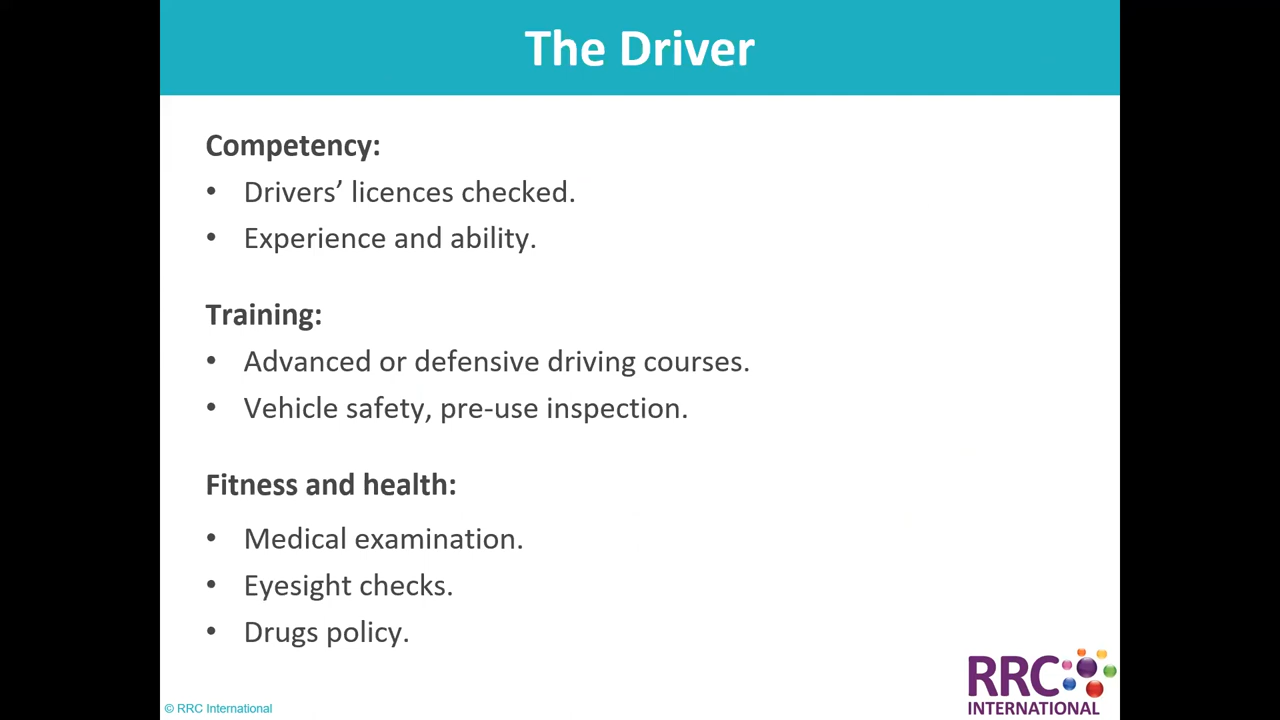 The Driver
Competency:
• Drivers’ licences checked.
• Experience and ability.
Training:
• Advanced or defensive driving courses.
• Vehicle safety, pre-use inspection.
Fitness and health:
• Medical examination.
• Eyesight checks.
• Drugs policy.
© RRC International
RRC
INTERNATIONAL